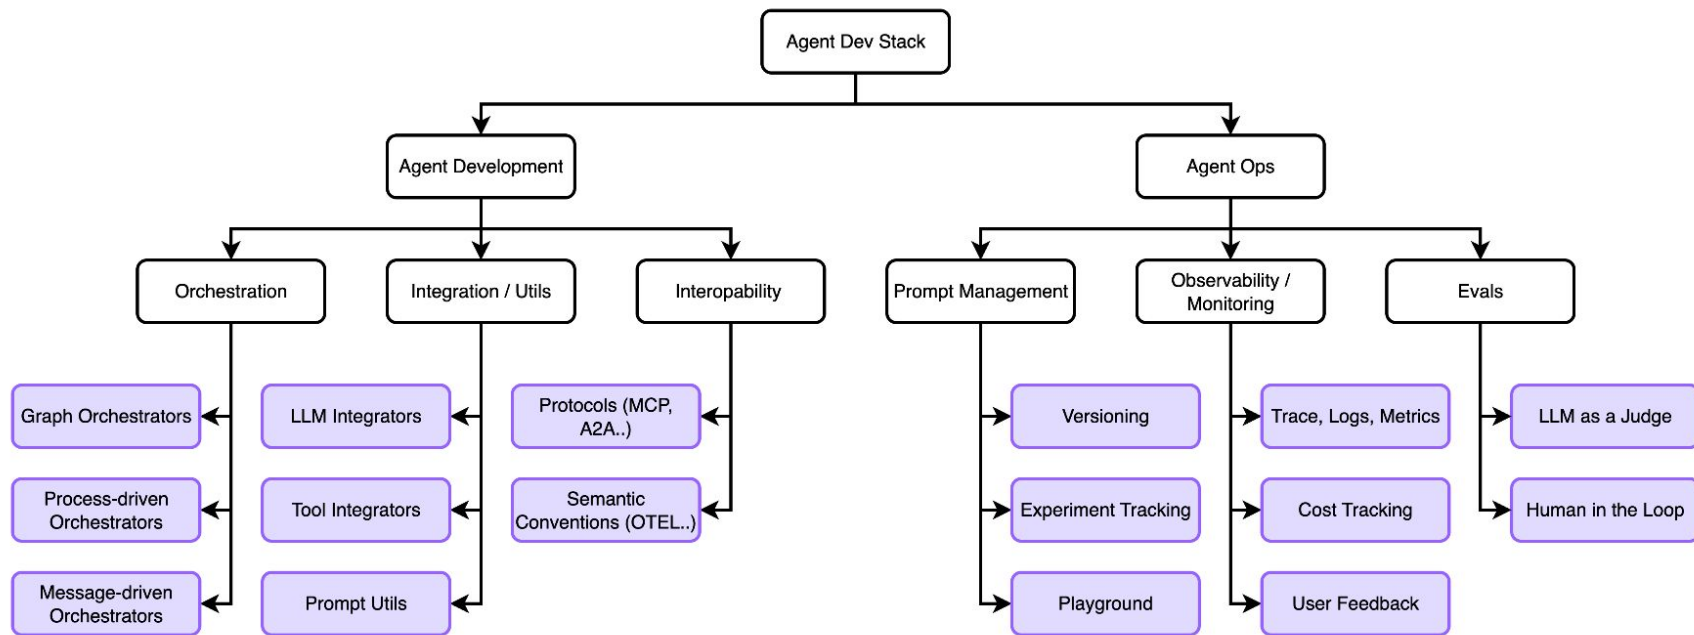 Agent Dev Stack
Agent Development
Agent Ops
Orchestration
Integration / Utils
Interopability
Prompt Management
Observability /
Monitoring
Evals
Graph Orchestrators
LLM Integrators
Protocols (MCP,
A2A..)
Versioning
Trace, Logs, Metrics
LLM as a Judge
Process-driven
Orchestrators
Tool Integrators
Semantic
Conventions (OTEL..)
Experiment Tracking
Cost Tracking
Human in the Loop
Message-driven
Orchestrators
Prompt Utils
Playground
User Feedback